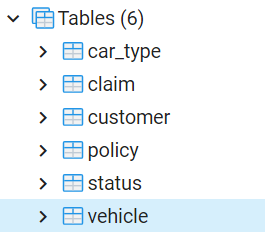 Tables (6)
car_type
claim
customer
policy
status
vehicle